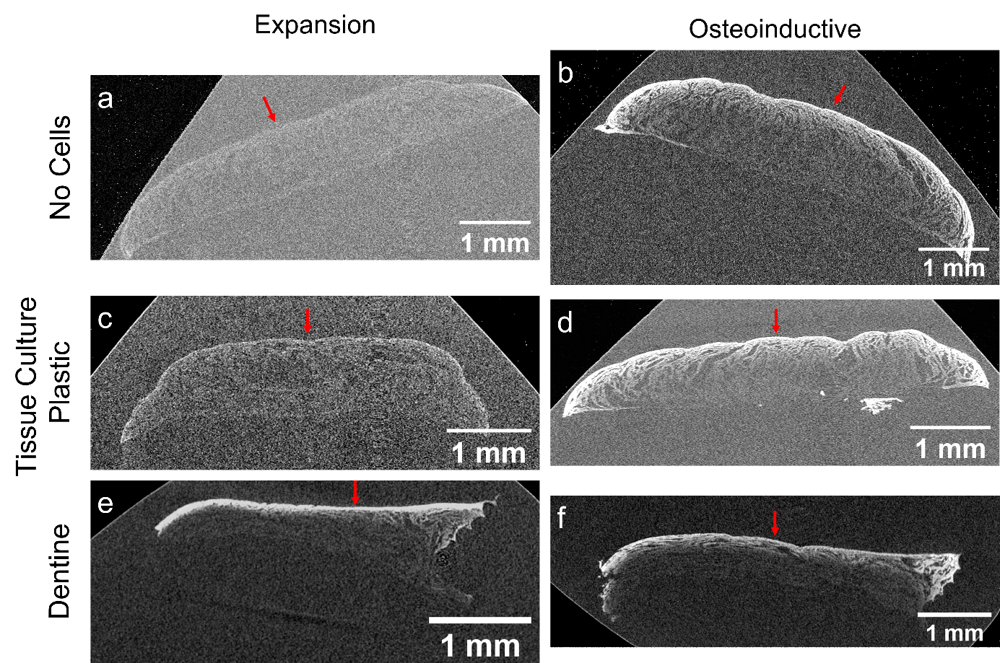 Expansion
Osteoinductive
No Cells
a
1 mm
b
1 mm
Tissue Culture
Plastic
c
1 mm
d
1 mm
Dentine
e
1 mm
f
1 mm